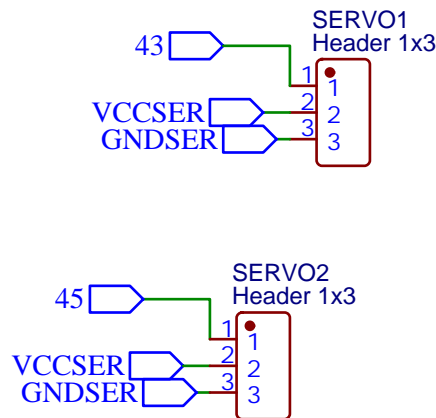 SERVO1
Header 1x3
43
1 1
VCCSER 2 2
GNDSER 3 3
SERVO2
Header 1x3
45
1 1
VCCSER 2 2
GNDSER 3 3